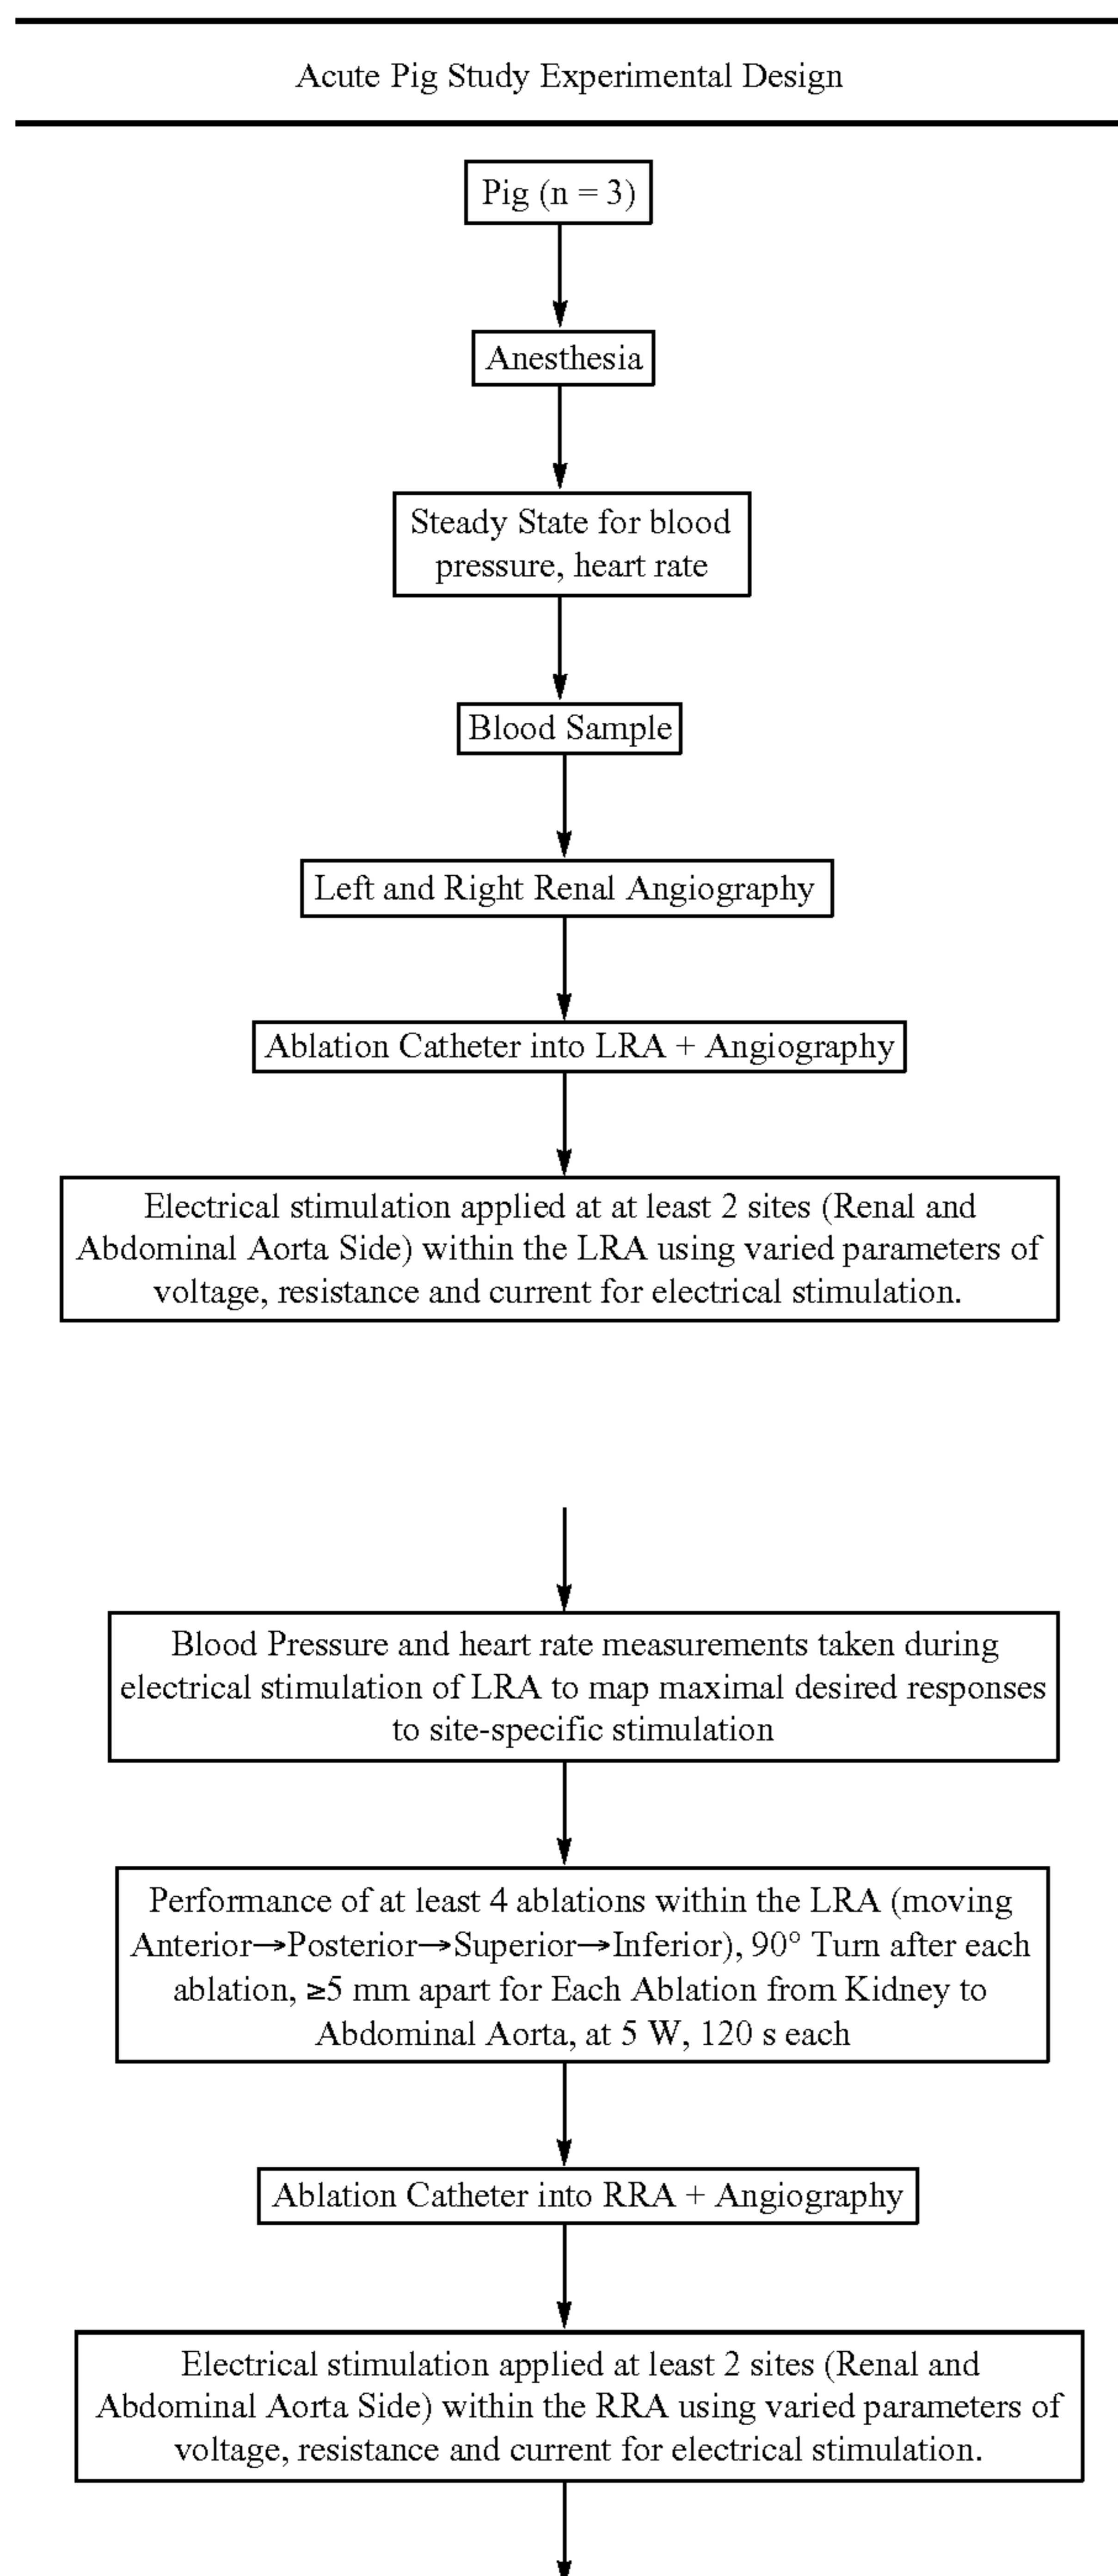 Acute Pig Study Experimental Design
Pig (n = 3)
Anesthesia
Steady State for blood
pressure, heart rate
Blood Sample
Left and Right Renal Angiography
Ablation Catheter into LRA + Angiography
Electrical stimulation applied at at least 2 sites (Renal and
Abdominal Aorta Side) within the LRA using varied parameters of
voltage, resistance and current for electrical stimulation.
Blood Pressure and heart rate measurements taken during
electrical stimulation of LRA to map maximal desired responses
to site-specific stimulation
Performance of at least 4 ablations within the LRA (moving
Anterior→Posterior→Superior→Inferior), 90° Turn after each
ablation, ≥5 mm apart for Each Ablation from Kidney to
Abdominal Aorta, at 5 W, 120 s each
Ablation Catheter into RRA + Angiography
Electrical stimulation applied at least 2 sites (Renal and
Abdominal Aorta Side) within the RRA using varied parameters of
voltage, resistance and current for electrical stimulation.